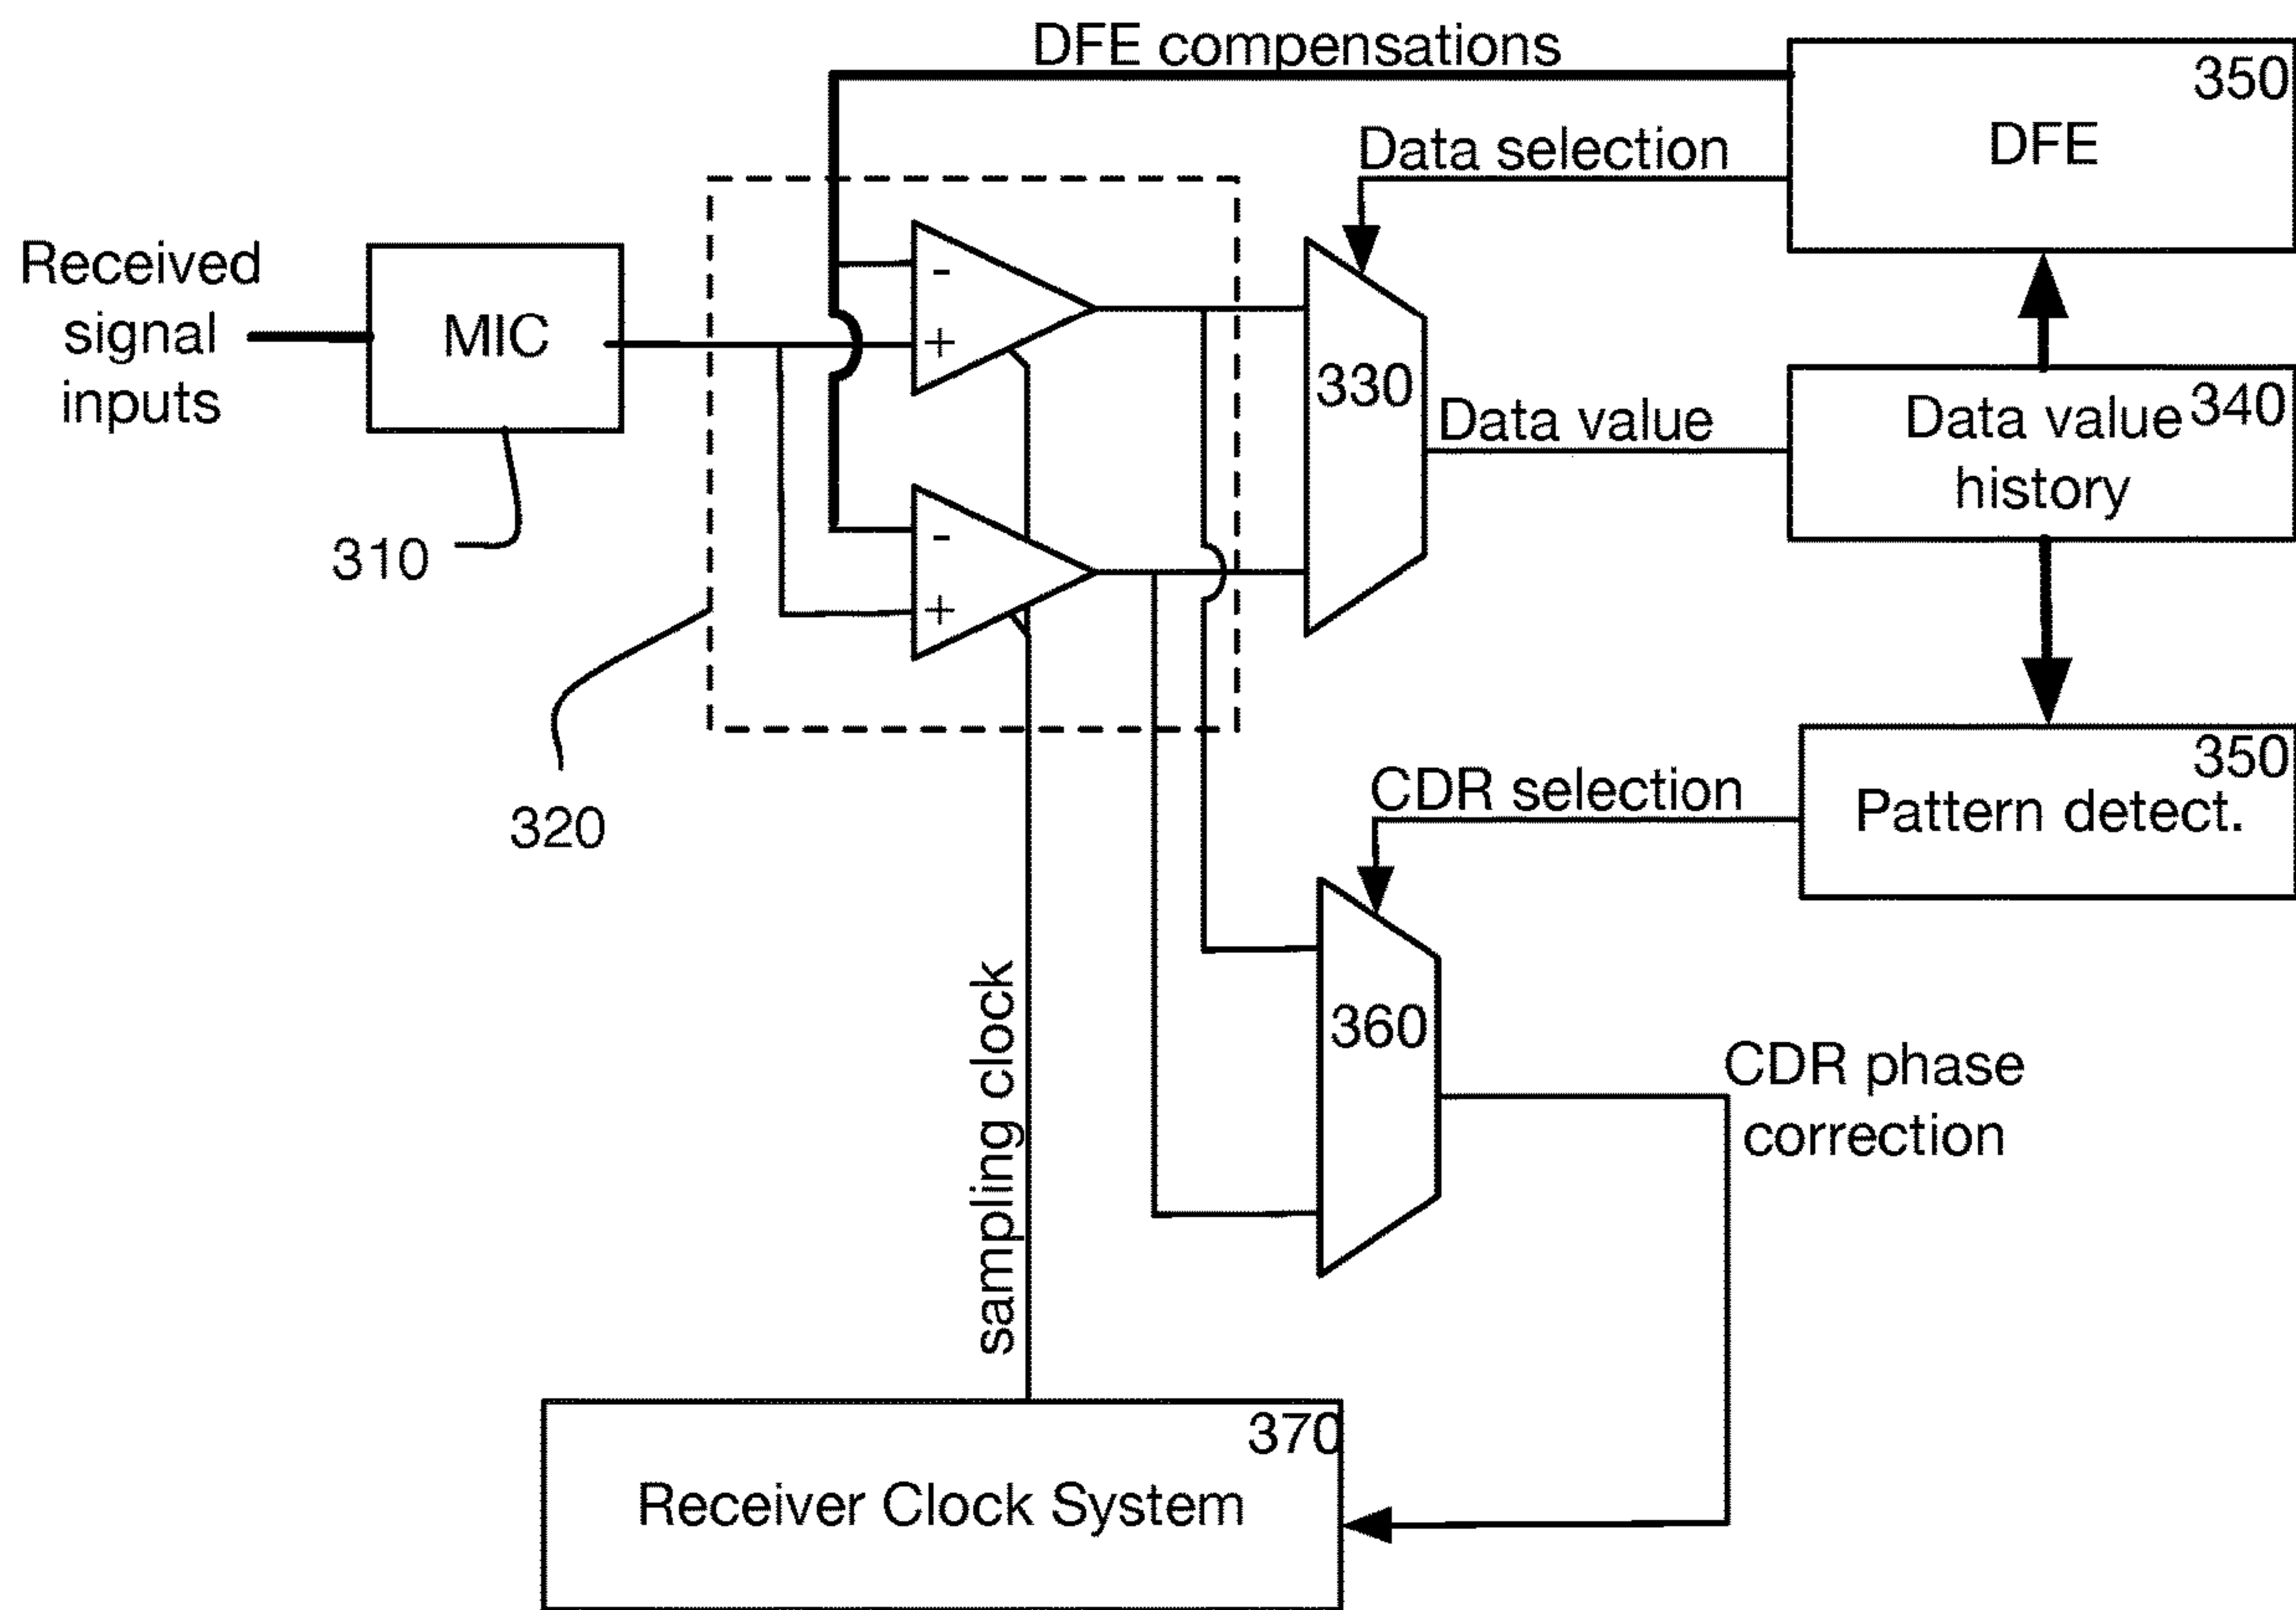 DFE compensations
350
DFE
Data selection
Received
signal
inputs
MIC
-
+
330
Data value
Data value 340
history
-
+
310
320
350
Pattern detect.
CDR selection
360
sampling clock
CDR phase
correction
370
Receiver Clock System